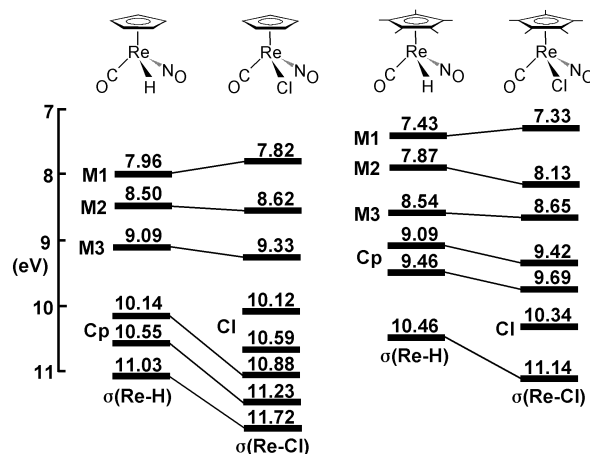 Re Re Re Re
OC H NO OC Cl NO OC H NO OC Cl NO
7
8
9
(eV)
10
11
M1 7.96 7.82
M2 8.50 8.62
M3 9.09 9.33
10.14 10.12
Cp Cl
10.55 10.59
10.88
11.03 11.23
σ(Re-H) 11.72
σ(Re-Cl)
M1 7.43 7.33
M2 7.87 8.13
M3 8.54 8.65
Cp 9.09 9.42
9.46 9.69
10.46 Cl 10.34
σ(Re-H) 11.14
σ(Re-Cl)